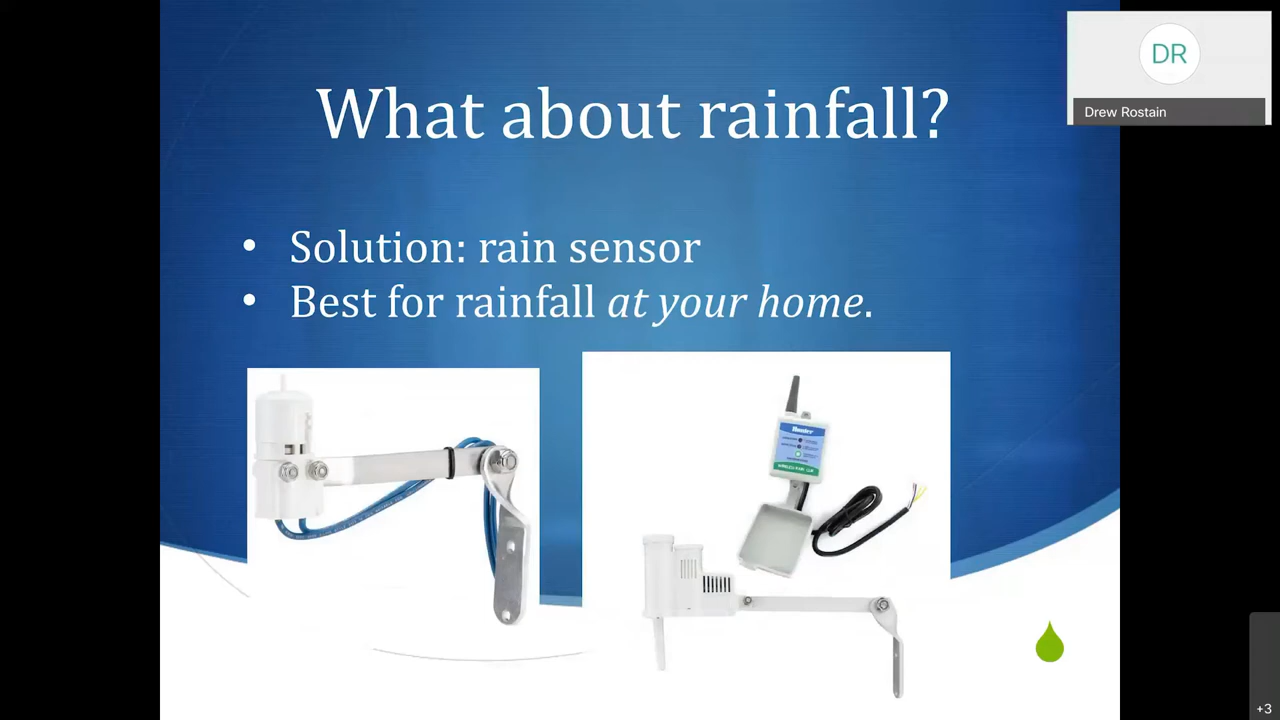 What about rainfall?
DR
Drew Rostain
• Solution: rain sensor
• Best for rainfall at your home.
Hunter
+3